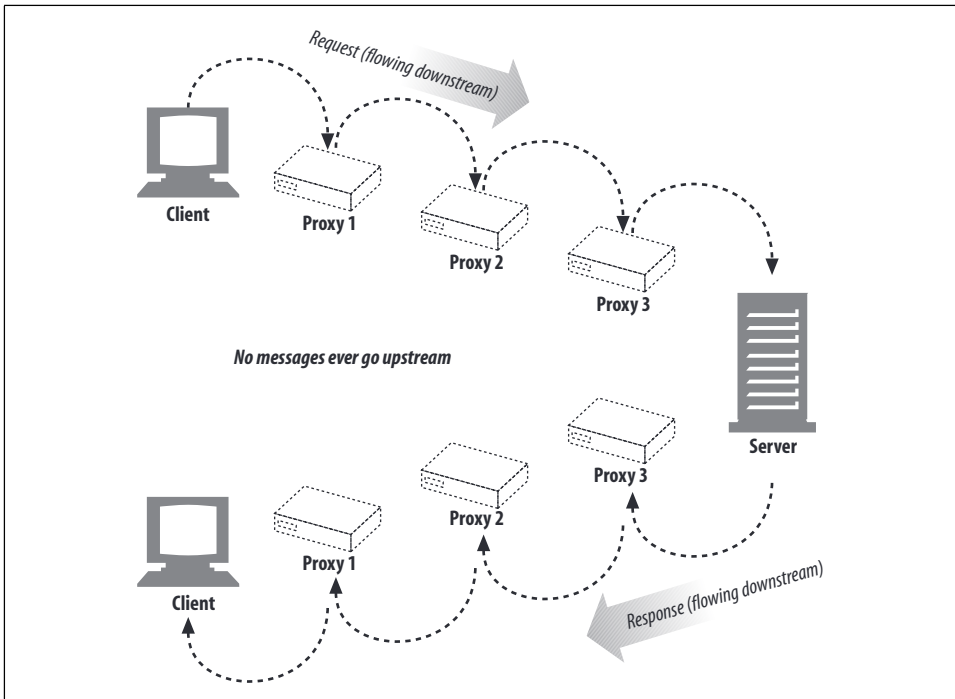 Request (flowing downstream)
Client
Proxy 1
Proxy 2
Proxy 3
No messages ever go upstream
Server
Proxy 3
Proxy 2
Proxy 1
Client
Response (flowing downstream)